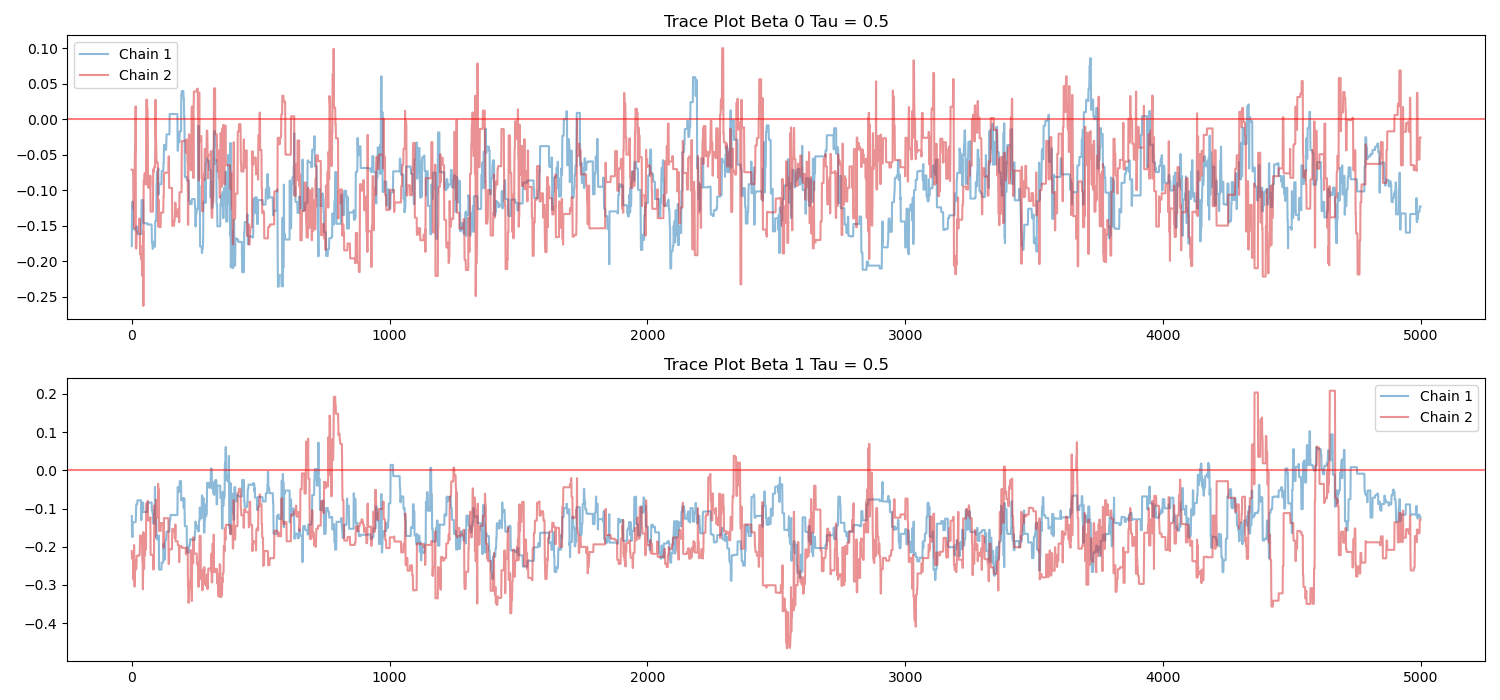 Trace Plot Beta 0 Tau = 0.5
Chain 1
Chain 2
0.10
0.05
0.00
−0.05
−0.10
−0.15
−0.20
−0.25
0 1000 2000 3000 4000 5000
Trace Plot Beta 1 Tau = 0.5
Chain 1
Chain 2
0.2
0.1
0.0
−0.1
−0.2
−0.3
−0.4
0 1000 2000 3000 4000 5000